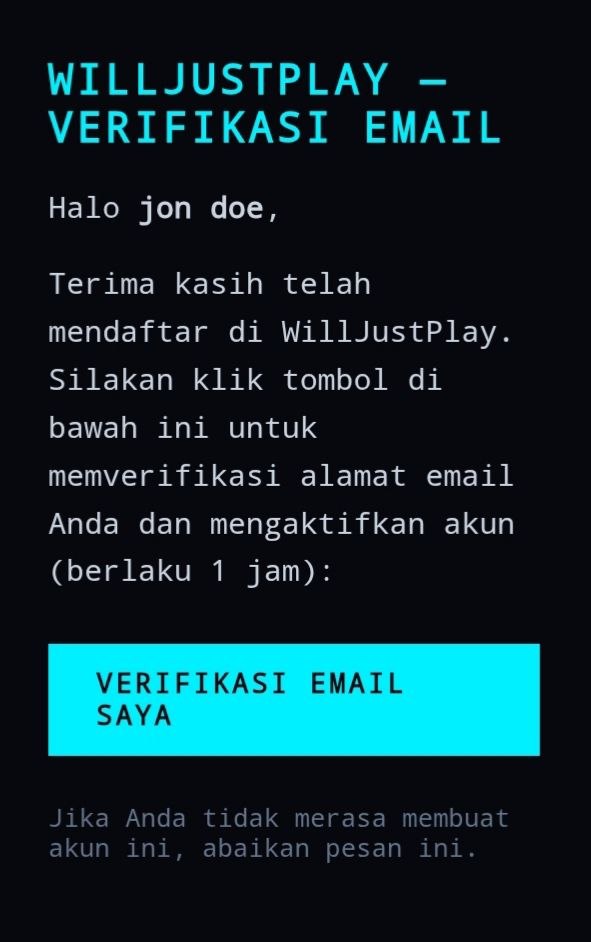 WILLJUSTPLAY —
VERIFIKASI EMAIL
Halo jon doe,
Terima kasih telah
mendaftar di WillJustPlay.
Silakan klik tombol di
bawah ini untuk
memverifikasi alamat email
Anda dan mengaktifkan akun
(berlaku 1 jam):
VERIFIKASI EMAIL
SAYA
Jika Anda tidak merasa membuat
akun ini, abaikan pesan ini.